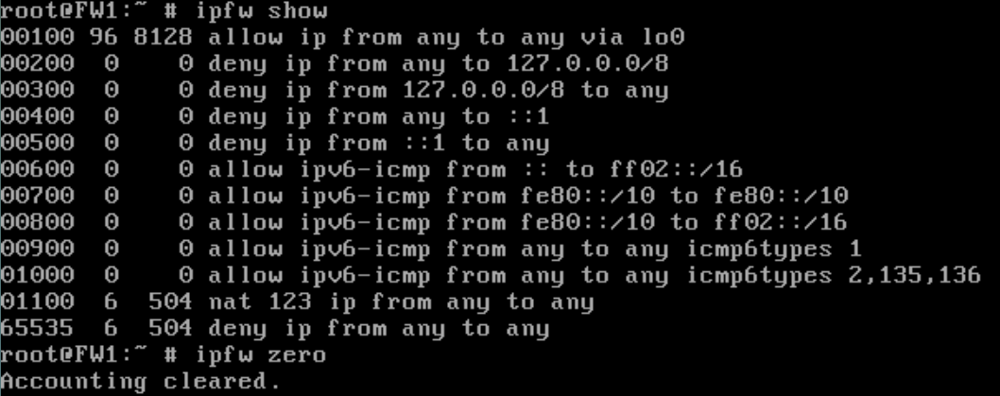 root@FW1:~ # ipfw show
00100 96 8128 allow ip from any to any via lo0
00200  0    0 deny ip from any to 127.0.0.0/8
00300  0    0 deny ip from 127.0.0.0/8 to any
00400  0    0 deny ip from any to ::1
00500  0    0 deny ip from ::1 to any
00600  0    0 allow ipv6-icmp from :: to ff02::/16
00700  0    0 allow ipv6-icmp from fe80::/10 to fe80::/10
00800  0    0 allow ipv6-icmp from fe80::/10 to ff02::/16
00900  0    0 allow ipv6-icmp from any to any icmp6types 1
01000  0    0 allow ipv6-icmp from any to any icmp6types 2,135,136
01100  6  504 nat 123 ip from any to any
65535  6  504 deny ip from any to any
root@FW1:~ # ipfw zero
Accounting cleared.